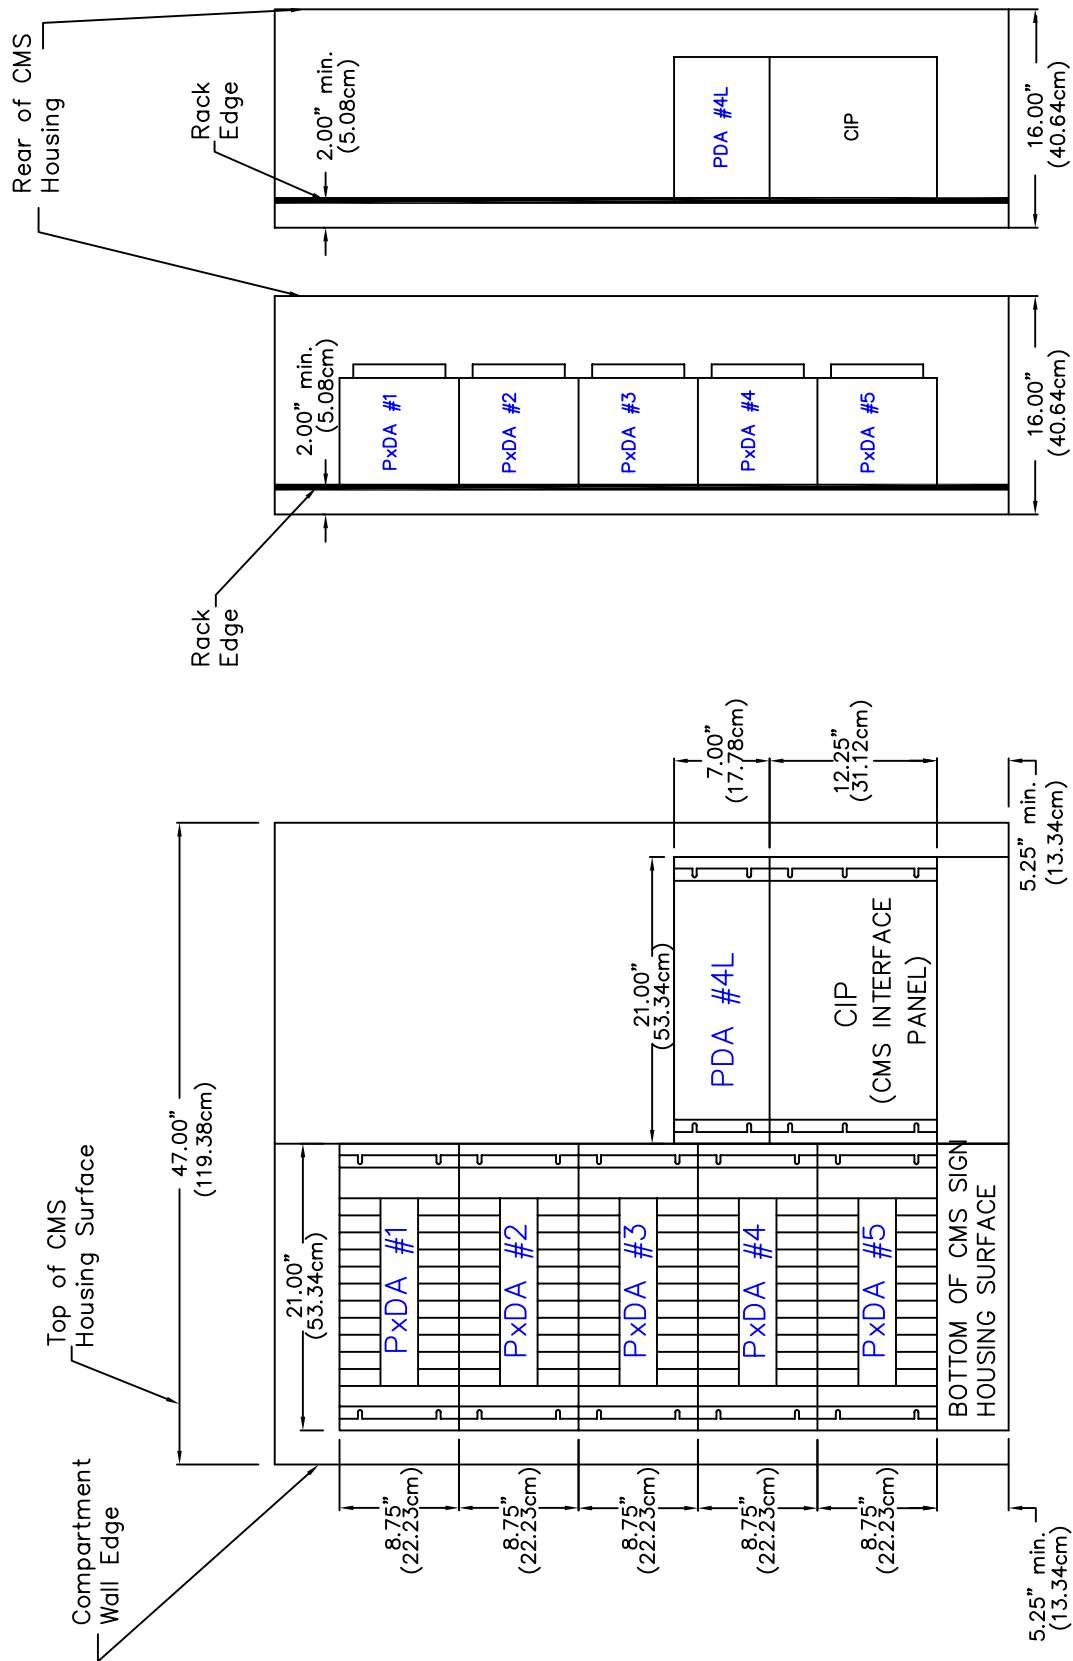 Top of CMS
Housing Surface
Compartment
Wall Edge
47.00”
(119.38cm)
21.00”
(53.34cm)
PxDA #1
PxDA #2
PxDA #3
PxDA #4
PxDA #5
8.75”
(22.23cm)
8.75”
(22.23cm)
8.75”
(22.23cm)
8.75”
(22.23cm)
8.75”
(22.23cm)
5.25” min.
(13.34cm)
BOTTOM OF CMS SIGN
HOUSING SURFACE
21.00”
(53.34cm)
PDA #4L
CIP
(CMS INTERFACE
PANEL)
7.00”
(17.78cm)
12.25”
(31.12cm)
5.25” min.
(13.34cm)
Rack
Edge
2.00” min.
(5.08cm)
PxDA #1
PxDA #2
PxDA #3
PxDA #4
PxDA #5
16.00”
(40.64cm)
Rear of CMS
Housing
Rack
Edge
2.00” min.
(5.08cm)
PDA #4L
CIP
16.00”
(40.64cm)